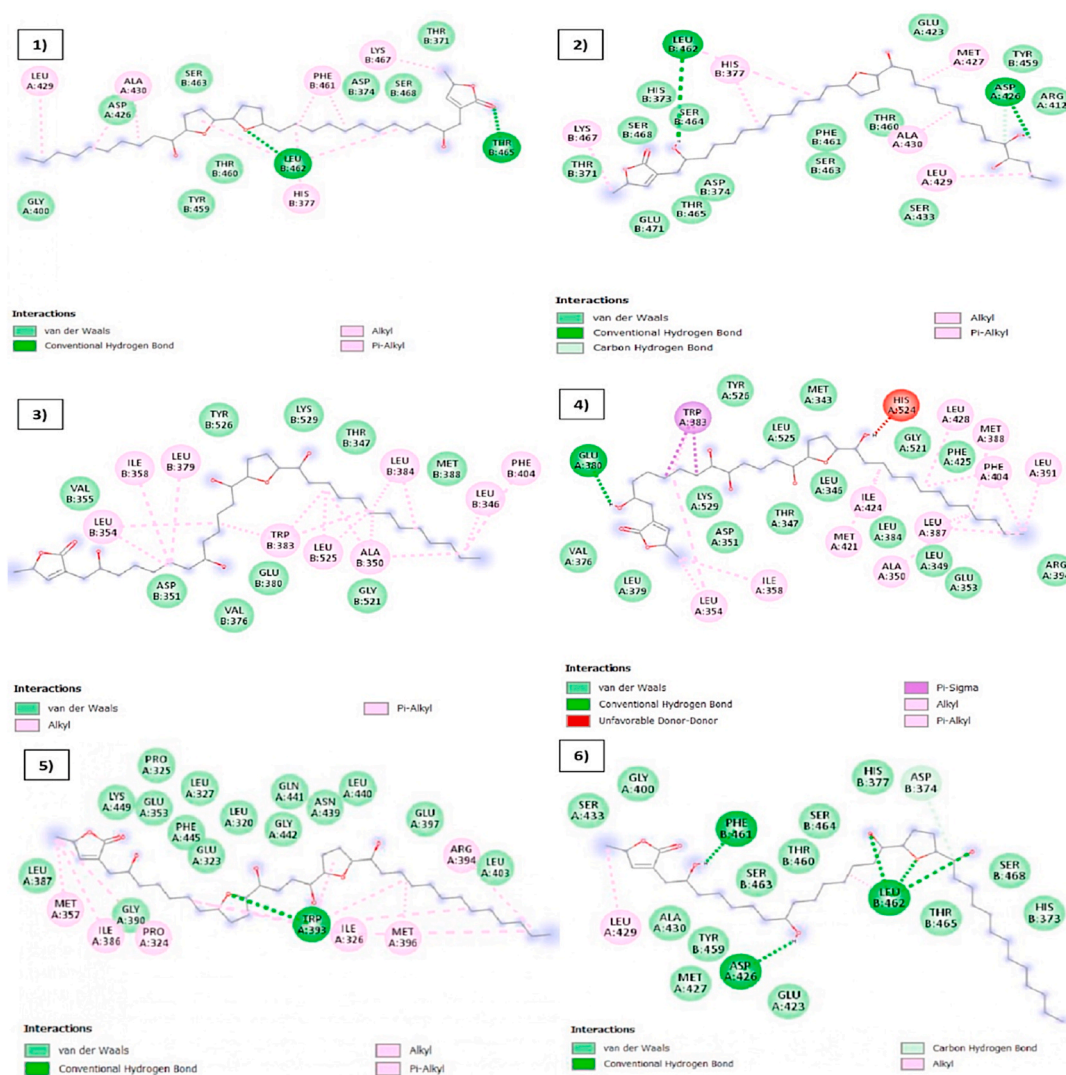 1)
THR
B:371
LYS
B:467
LEU
A:429
ALA
A:430
SER
B:463
PHE
B:461
ASP
B:374
SER
B:468
ASP
A:426
THR
B:465
LEU
B:462
THR
B:460
GLY
A:400
TYR
B:459
HIS
B:377
Interactions
van der Waals
Conventional Hydrogen Bond
Alkyl
Pi-Alkyl
2)
GLU
A:423
LEU
B:462
MET
A:427
TYR
B:459
HIS
B:377
ASP
A:426
HIS
B:373
ARG
A:412
SER
B:464
LYS
B:467
SER
B:468
THR
B:460
PHE
B:461
ALA
A:430
THR
B:371
SER
B:463
LEU
A:429
ASP
B:374
THR
B:465
GLU
B:471
SER
A:433
Interactions
van der Waals
Conventional Hydrogen Bond
Carbon Hydrogen Bond
Alkyl
Pi-Alkyl
3)
TYR
B:526
LYS
B:529
THR
B:347
ILE
B:358
LEU
B:379
LEU
B:384
MET
B:388
PHE
B:404
VAL
B:355
LEU
B:346
LEU
B:354
TRP
B:383
LEU
B:525
ALA
B:350
GLU
B:380
ASP
B:351
GLY
B:521
VAL
B:376
Interactions
van der Waals
Alkyl
Pi-Alkyl
4)
TYR
A:526
MET
A:343
HIS
A:524
TRP
A:383
LEU
A:428
MET
A:388
LEU
A:525
GLY
A:521
GLU
A:380
PHE
A:425
PHE
A:404
LEU
A:391
LEU
A:346
ILE
A:424
LYS
A:529
THR
A:347
LEU
A:387
ASP
A:351
LEU
A:384
MET
A:421
VAL
A:376
LEU
A:349
ALA
A:350
ARG
A:394
LEU
A:379
ILE
A:358
GLU
A:353
LEU
A:354
Interactions
van der Waals
Conventional Hydrogen Bond
Unfavorable Donor-Donor
Pi-Sigma
Alkyl
Pi-Alkyl
5)
PRO
A:325
LEU
A:327
GLN
A:441
LEU
A:440
LYS
A:449
GLU
A:353
ASN
A:439
LEU
A:320
GLU
A:397
PHE
A:445
GLY
A:442
GLU
A:323
ARG
A:394
LEU
A:403
LEU
A:387
MET
A:357
GLY
A:390
TRP
A:393
ILE
A:386
PRO
A:324
ILE
A:326
MET
A:396
Interactions
van der Waals
Conventional Hydrogen Bond
Alkyl
Pi-Alkyl
6)
GLY
A:400
HIS
B:377
ASP
B:374
SER
A:433
PHE
B:461
SER
B:464
THR
B:460
SER
B:463
LEU
B:462
SER
B:468
THR
B:465
HIS
B:373
LEU
A:429
ALA
A:430
TYR
B:459
ASP
A:426
MET
A:427
GLU
A:423
Interactions
van der Waals
Conventional Hydrogen Bond
Carbon Hydrogen Bond
Alkyl